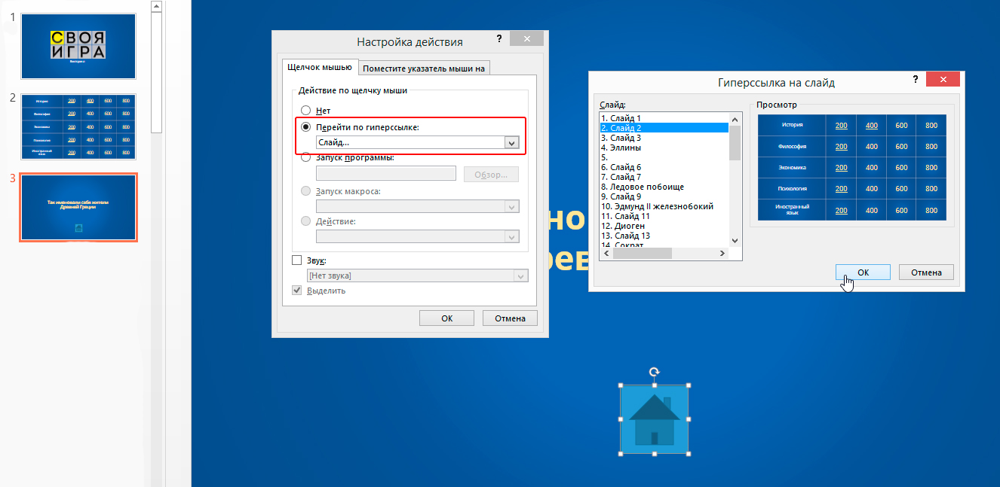 1
СВОЯ
ИГРА
Викторина
2
История 200 400 600 800
Философия 200 400 600 800
Экономика 200 400 600 800
Психология 200 400 600 800
Иностранный
язык 200 400 600 800
3
Так именовали себя жители
Древней Греции
но
рев
Настройка действия
?
Щелчок мышью
Поместите указатель мыши на
Действие по щелчку мыши
Нет
Перейти по гиперссылке:
Слайд...
Запуск программы:
Обзор...
Запуск макроса:
Действие:
Звук:
[Нет звука]
Выделить
ОК
Отмена
Гиперссылка на слайд
?
Слайд:
1. Слайд 1
2. Слайд 2
3. Слайд 3
4. Эллины
5.
6. Слайд 6
7. Слайд 7
8. Ледовое побоище
9. Слайд 9
10. Эдмунд II железнобокий
11. Слайд 11
12. Диоген
13. Слайд 13
14. Сократ
Просмотр
История 200 400 600 800
Философия 200 400 600 800
Экономика 200 400 600 800
Психология 200 400 600 800
Иностранный
язык 200 400 600 800
ОК
Отмена